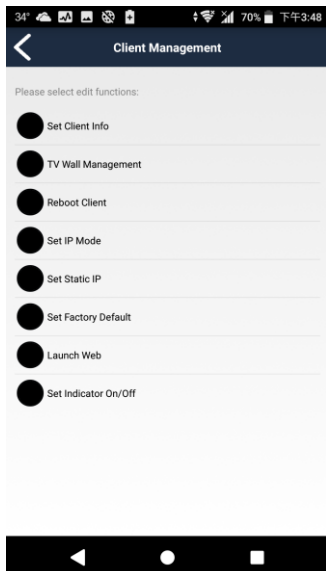 34° 70% 下午3:48
Client Management
Please select edit functions:
Set Client Info
TV Wall Management
Reboot Client
Set IP Mode
Set Static IP
Set Factory Default
Launch Web
Set Indicator On/Off